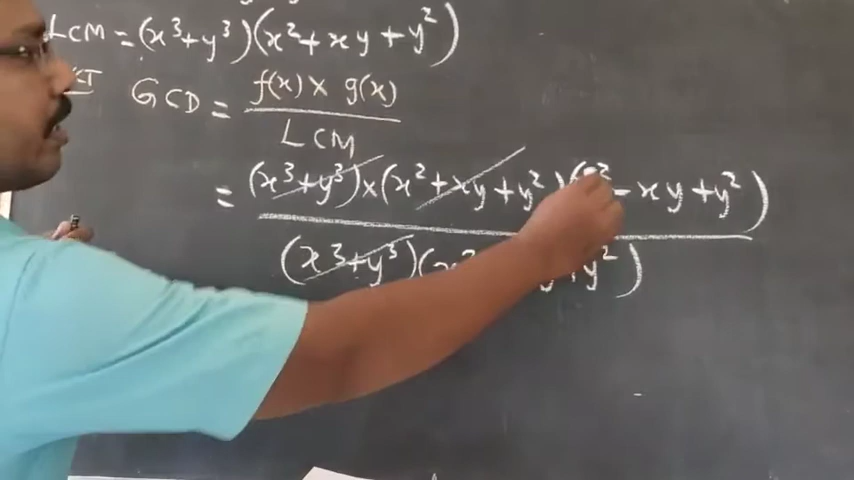 LCM = (x³+y³)(x²+xy+y²)
GCD = f(x) × g(x)
LCM
= (x³+y³)×(x²+xy+y²)(x²-xy+y²)
(x³+y³)(x² y+y²)